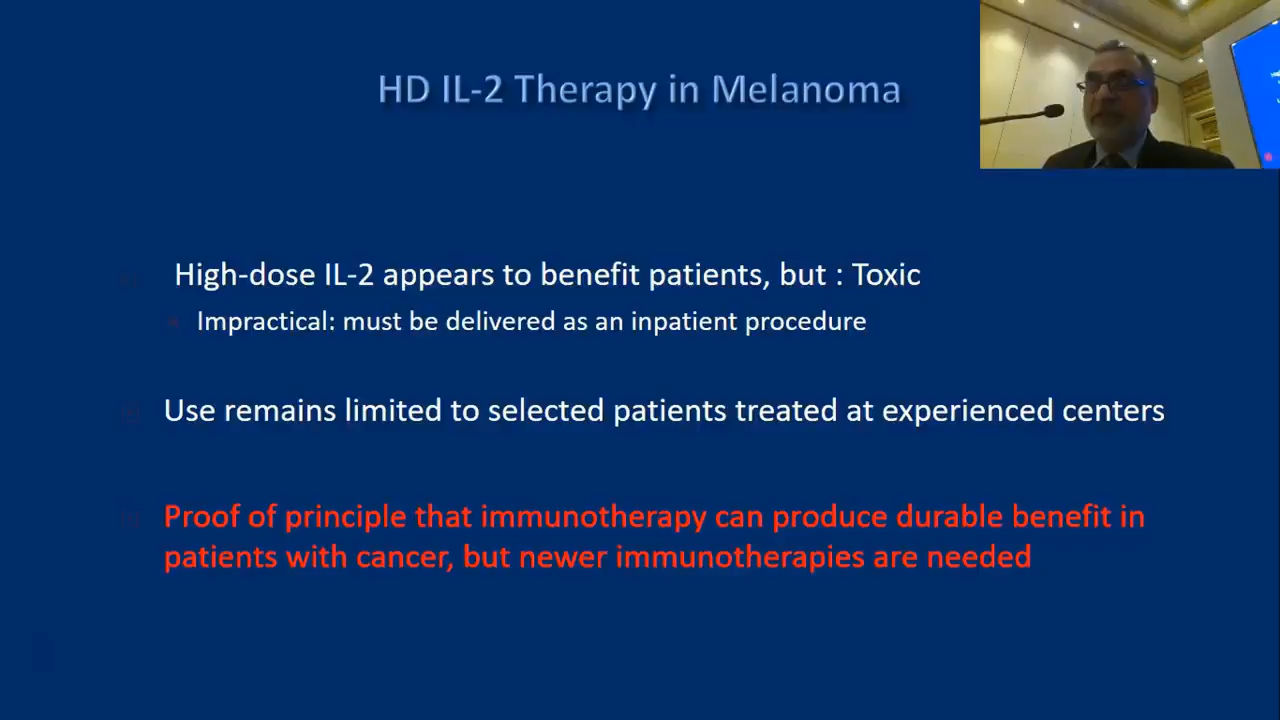 HD IL-2 Therapy in Melanoma
High-dose IL-2 appears to benefit patients, but : Toxic
Impractical: must be delivered as an inpatient procedure
Use remains limited to selected patients treated at experienced centers
Proof of principle that immunotherapy can produce durable benefit in
patients with cancer, but newer immunotherapies are needed